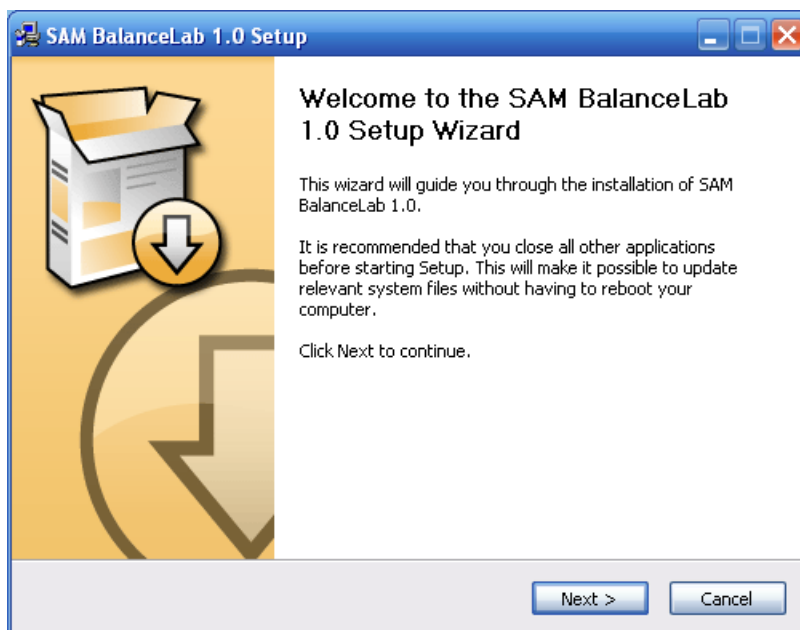 SAM BalanceLab 1.0 Setup
Welcome to the SAM BalanceLab
1.0 Setup Wizard
This wizard will guide you through the installation of SAM
BalanceLab 1.0.
It is recommended that you close all other applications
before starting Setup. This will make it possible to update
relevant system files without having to reboot your
computer.
Click Next to continue.
Next >
Cancel